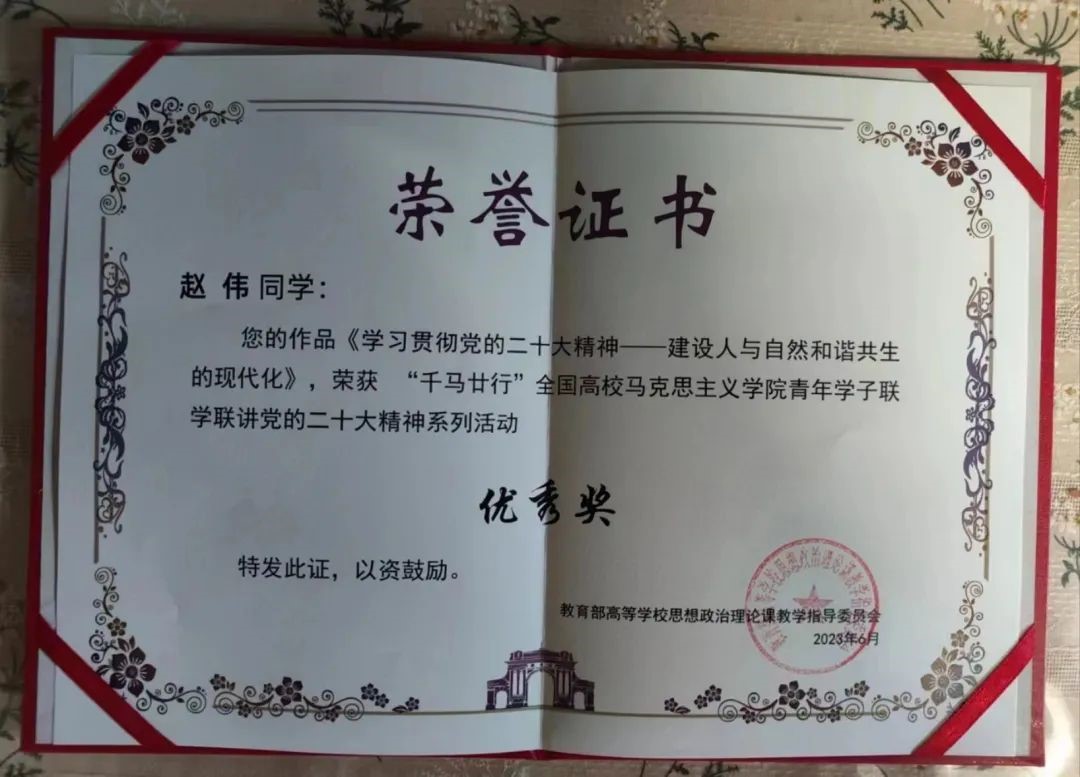 荣誉证书
赵 伟 同学：
您的作品《学习贯彻党的二十大精神——建设人与自然和谐共生
的现代化》，荣获 “千马廿行”全国高校马克思主义学院青年学子联
学联讲党的二十大精神系列活动
优秀奖
特发此证，以资鼓励。
教育部高等学校思想政治理论课教学指导委员会
2023年6月